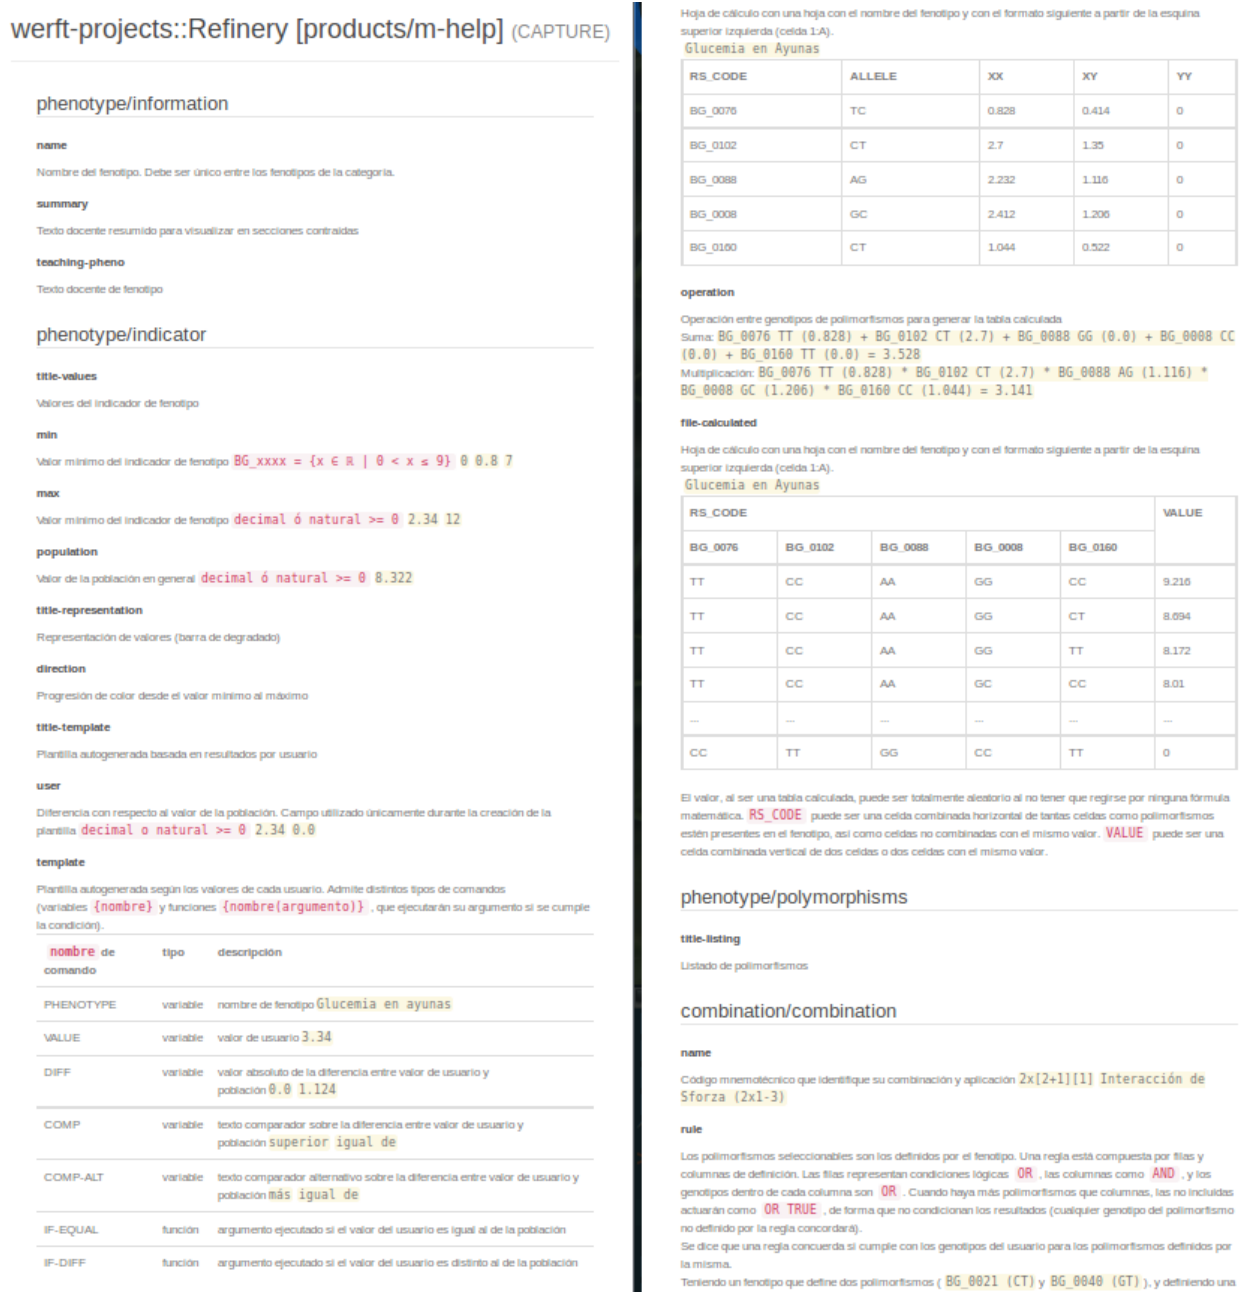 werft-projects::Refinery [products/m-help] (CAPTURE)
phenotype/information
name
Nombre del fenotipo. Debe ser único entre los fenotipos de la categoría.
summary
Texto docente resumido para visualizar en secciones contraídas
teaching-pheno
Texto docente de fenotipo
phenotype/indicator
title-values
Valores del indicador de fenotipo
min
Valor mínimo del indicador de fenotipo BG_xxxx = {x ∈ ℝ | 0 < x ≤ 9} 0 0.8 7
max
Valor mínimo del indicador de fenotipo decimal ó natural >= 0 2.34 12
population
Valor de la población en general decimal ó natural >= 0 8.322
title-representation
Representación de valores (barra de degradado)
direction
Progresión de color desde el valor mínimo al máximo
title-template
Plantilla autogenerada basada en resultados por usuario
user
Diferencia con respecto al valor de la población. Campo utilizado únicamente durante la creación de la
plantilla decimal o natural >= 0 2.34 0.0
template
Plantilla autogenerada según los valores de cada usuario. Admite distintos tipos de comandos
(variables {nombre} y funciones {nombre(argumento)} , que ejecutarán su argumento si se cumple
la condición).
nombre de comando tipo descripción
PHENOTYPE variable nombre de fenotipo Glucemia en ayunas
VALUE variable valor de usuario 3.34
DIFF variable valor absoluto de la diferencia entre valor de usuario y
población 0.0 1.124
COMP variable texto comparador sobre la diferencia entre valor de usuario y
población superior igual de
COMP-ALT variable texto comparador alternativo sobre la diferencia entre valor de usuario y
población más igual de
IF-EQUAL función argumento ejecutado si el valor del usuario es igual al de la población
IF-DIFF función argumento ejecutado si el valor del usuario es distinto al de la población
Hoja de cálculo con una hoja con el nombre del fenotipo y con el formato siguiente a partir de la esquina
superior izquierda (celda 1:A).
Glucemia en Ayunas
RS_CODE ALLELE XX XY YY
BG_0076 TC 0.828 0.414 0
BG_0102 CT 2.7 1.35 0
BG_0088 AG 2.232 1.116 0
BG_0008 GC 2.412 1.206 0
BG_0160 CT 1.044 0.522 0
operation
Operación entre genotipos de polimorfismos para generar la tabla calculada
Suma: BG_0076 TT (0.828) + BG_0102 CT (2.7) + BG_0088 GG (0.0) + BG_0008 CC
(0.0) + BG_0160 TT (0.0) = 3.528
Multiplicación: BG_0076 TT (0.828) * BG_0102 CT (2.7) * BG_0088 AG (1.116) *
BG_0008 GC (1.206) * BG_0160 CC (1.044) = 3.141
file-calculated
Hoja de cálculo con una hoja con el nombre del fenotipo y con el formato siguiente a partir de la esquina
superior izquierda (celda 1:A).
Glucemia en Ayunas
RS_CODE VALUE
BG_0076 BG_0102 BG_0088 BG_0008 BG_0160
TT CC AA GG CC 9.216
TT CC AA GG CT 8.694
TT CC AA GG TT 8.172
TT CC AA GC CC 8.01
... ... ... ... ... ...
CC TT GG CC TT 0
El valor, al ser una tabla calculada, puede ser totalmente aleatorio al no tener que regirse por ninguna fórmula
matemática. RS_CODE puede ser una celda combinada horizontal de tantas celdas como polimorfismos
estén presentes en el fenotipo, así como celdas no combinadas con el mismo valor. VALUE puede ser una
celda combinada vertical de dos celdas o dos celdas con el mismo valor.
phenotype/polymorphisms
title-listing
Listado de polimorfismos
combination/combination
name
Código mnemotécnico que identifique su combinación y aplicación 2x[2+1][1] Interacción de
Sforza (2x1-3)
rule
Los polimorfismos seleccionables son los definidos por el fenotipo. Una regla está compuesta por filas y
columnas de definición. Las filas representan condiciones lógicas OR , las columnas como AND , y los
genotipos dentro de cada columna son OR . Cuando haya más polimorfismos que columnas, las no incluidas
actuarán como OR TRUE , de forma que no condicionan los resultados (cualquier genotipo del polimorfismo
no definido por la regla concordará).
Se dice que una regla concuerda si cumple con los genotipos del usuario para los polimorfismos definidos por
la misma.
Teniendo un fenotipo que define dos polimorfismos ( BG_0021 (CT) y BG_0040 (GT) ), y definiendo una